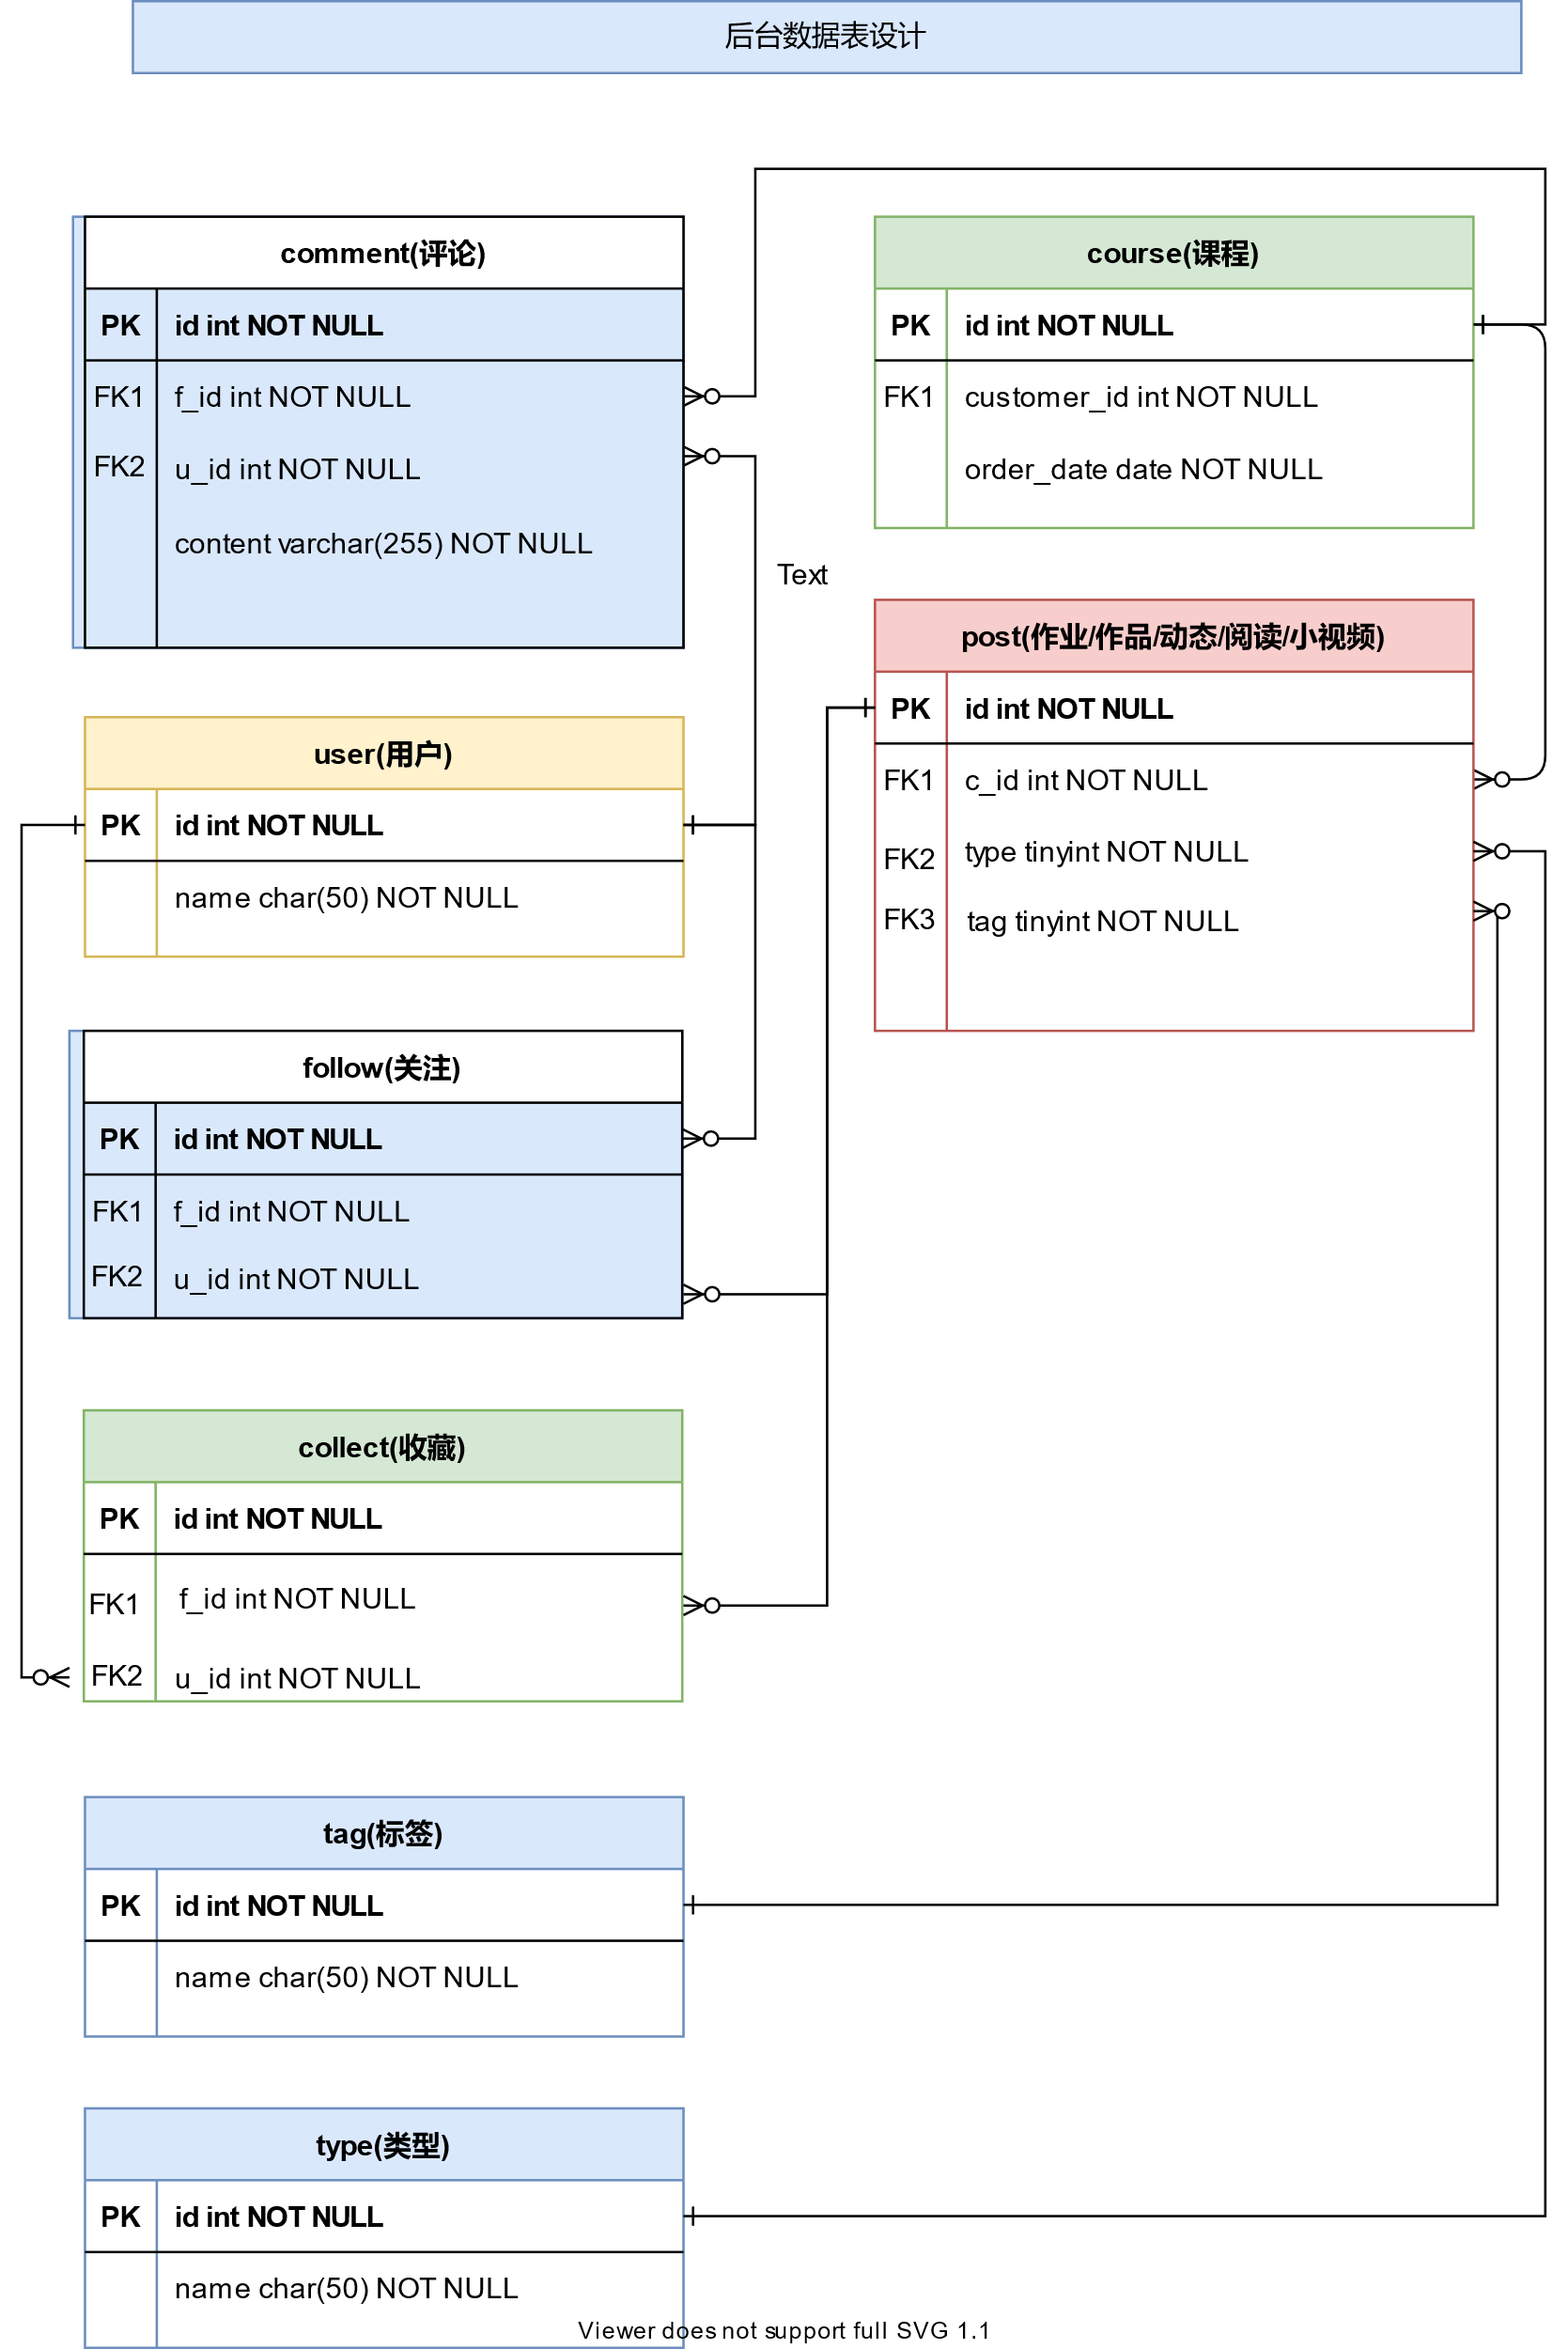 后台数据表设计
comment(评论)
PK id int NOT NULL
FK1 f_id int NOT NULL
FK2 u_id int NOT NULL
content varchar(255) NOT NULL
course(课程)
PK id int NOT NULL
FK1 customer_id int NOT NULL
order_date date NOT NULL
Text
post(作业/作品/动态/阅读/小视频)
PK id int NOT NULL
FK1 c_id int NOT NULL
FK2 type tinyint NOT NULL
FK3 tag tinyint NOT NULL
user(用户)
PK id int NOT NULL
name char(50) NOT NULL
follow(关注)
PK id int NOT NULL
FK1 f_id int NOT NULL
FK2 u_id int NOT NULL
collect(收藏)
PK id int NOT NULL
FK1 f_id int NOT NULL
FK2 u_id int NOT NULL
tag(标签)
PK id int NOT NULL
name char(50) NOT NULL
type(类型)
PK id int NOT NULL
name char(50) NOT NULL
Viewer does not support full SVG 1.1